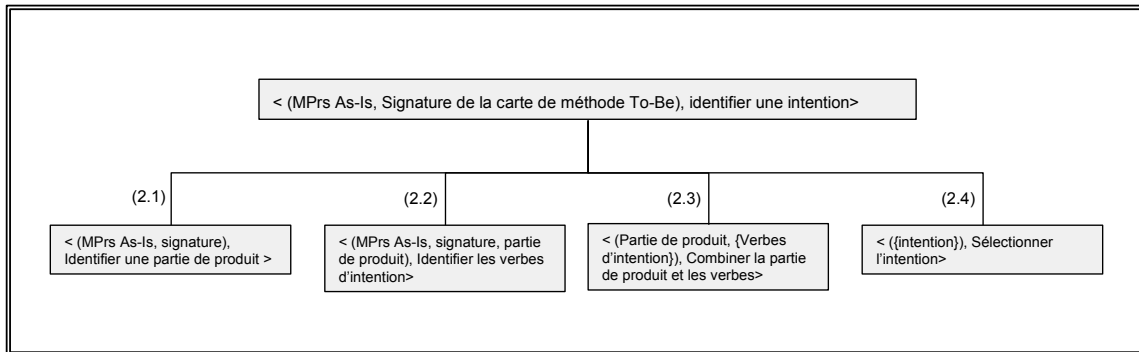 < (MPrs As-Is, Signature de la carte de méthode To-Be), identifier une intention>
(2.1)
(2.2)
(2.3)
(2.4)
< (MPrs As-Is, signature),
Identifier une partie de produit >
< (MPrs As-Is, signature, partie
de produit), Identifier les verbes
d'intention>
< (Partie de produit, {Verbes
d'intention}), Combiner la partie
de produit et les verbes>
< ({intention}), Sélectionner
l'intention>